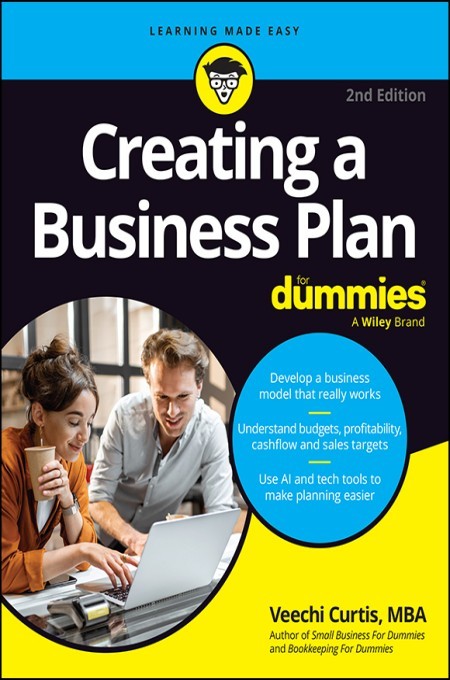 LEARNING MADE EASY
2nd Edition
Creating a
Business Plan
for
dummies®
A Wiley Brand
Develop a business
model that really works
Understand budgets, profitability,
cashflow and sales targets
Use AI and tech tools to
make planning easier
Veechi Curtis, MBA
Author of Small Business For Dummies
and Bookkeeping For Dummies